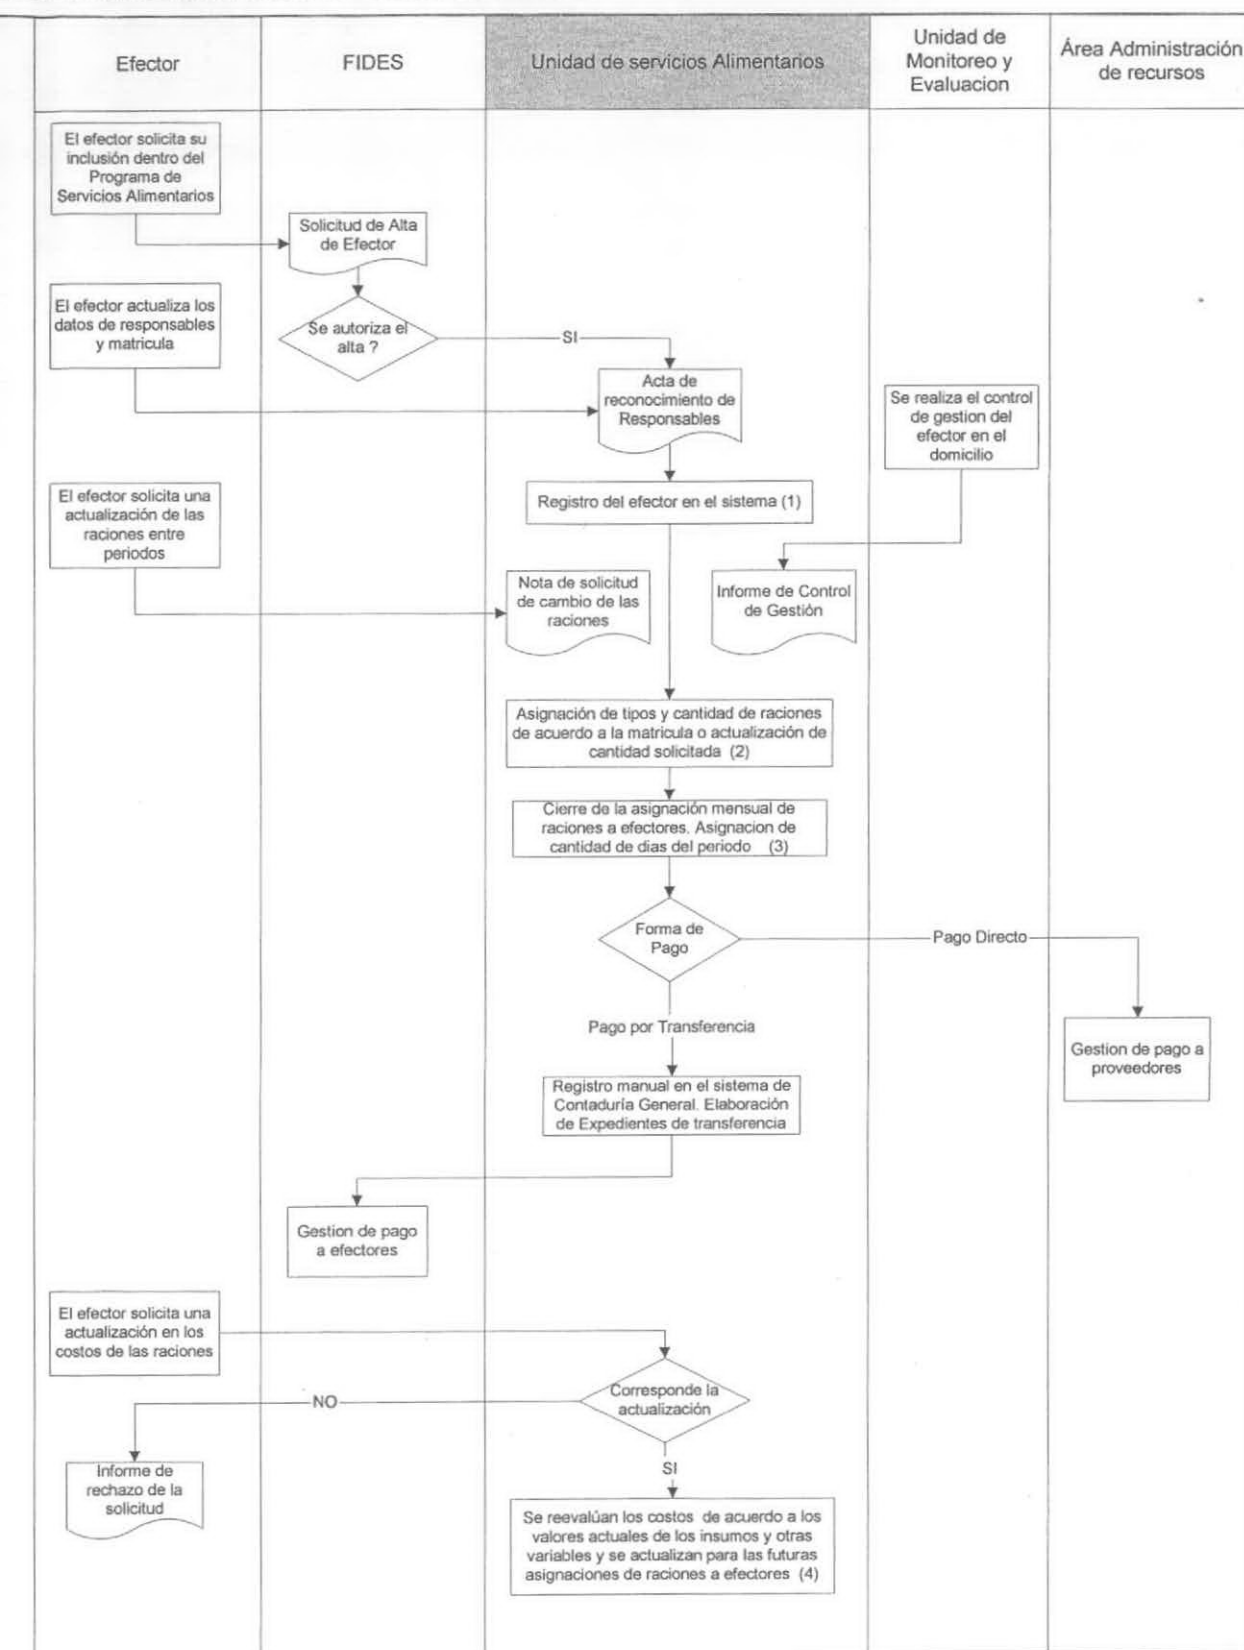 Efector
FIDES
Unidad de servicios Alimentarios
Unidad de
Monitoreo y
Evaluacion
Área Administración
de recursos
El efector solicita su
inclusión dentro del
Programa de
Servicios Alimentarios
Solicitud de Alta
de Efector
El efector actualiza los
datos de responsables
y matricula
Se autoriza el
alta ?
SI
Acta de
reconocimiento de
Responsables
Se realiza el control
de gestion del
efector en el
domicilio
El efector solicita una
actualización de las
raciones entre
periodos
Registro del efector en el sistema (1)
Nota de solicitud
de cambio de las
raciones
Informe de Control
de Gestión
Asignación de tipos y cantidad de raciones
de acuerdo a la matricula o actualización de
cantidad solicitada (2)
Cierre de la asignación mensual de
raciones a efectores. Asignacion de
cantidad de dias del periodo (3)
Forma de
Pago
Pago Directo
Pago por Transferencia
Gestion de pago a
proveedores
Registro manual en el sistema de
Contaduría General. Elaboración
de Expedientes de transferencia
Gestion de pago
a efectores
El efector solicita una
actualización en los
costos de las raciones
Corresponde la
actualización
NO
SI
Informe de
rechazo de la
solicitud
Se reevalúan los costos de acuerdo a los
valores actuales de los insumos y otras
variables y se actualizan para las futuras
asignaciones de raciones a efectores (4)